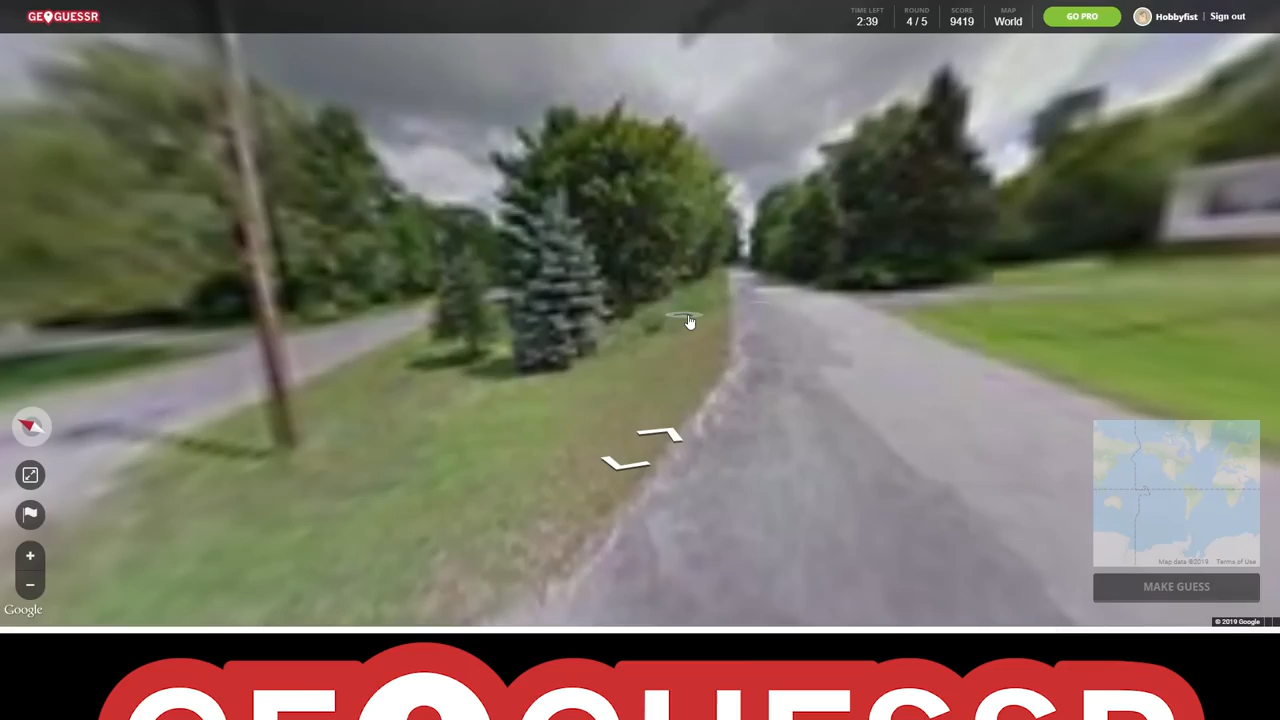 GEOGUESSR
TIME LEFT
2:39
ROUND
4 / 5
SCORE
9419
MAP
World
GO PRO
Hobbyfist | Sign out
Map data ©2019 Terms of Use
MAKE GUESS
Google
© 2019 Google
GEOGUESSR